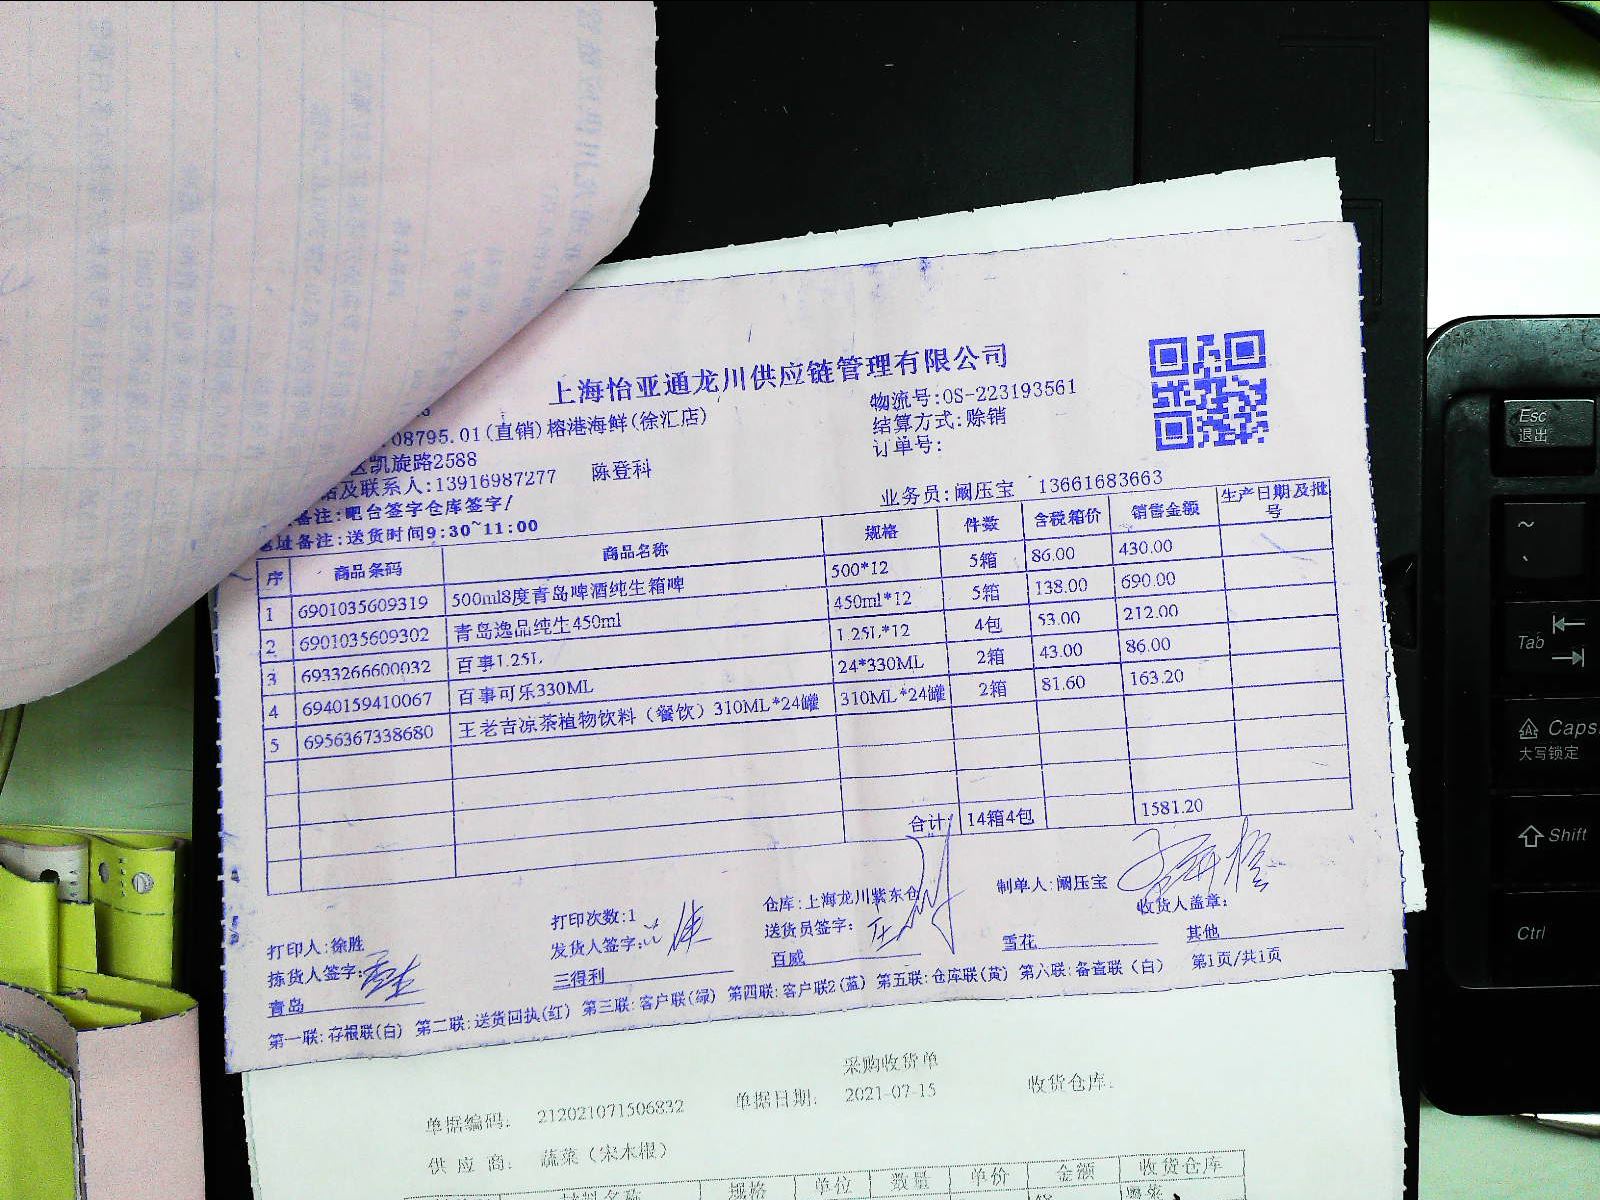 上海怡亚通龙川供应链管理有限公司
08795.01(直销)榕港海鲜(徐汇店)
物流号:OS-223193561
区凯旋路2588
结算方式:赊销
及联系人:13916987277 陈登科
订单号:
备注:吧台签字仓库签字/
业务员:阚压宝 13661683663
址备注:送货时间9:30~11:00
序 商品条码 商品名称 规格 件数 含税箱价 销售金额 生产日期及批号
1 6901035609319 500ml8度青岛啤酒纯生箱啤 500*12 5箱 86.00 430.00
2 6901035609302 青岛逸品纯生450ml 450ml*12 5箱 138.00 690.00
3 6933266600032 百事1.25L 1.25L*12 4包 53.00 212.00
4 6940159410067 百事可乐330ML 24*330ML 2箱 43.00 86.00
5 6956367338680 王老吉凉茶植物饮料（餐饮）310ML*24罐 310ML*24罐 2箱 81.60 163.20
合计: 14箱4包 1581.20
打印人:徐胜 打印次数:1 仓库:上海龙川紫东仓 制单人:阚压宝
拣货人签字: 发货人签字: 送货员签字: 收货人盖章:
青岛 三得利 百威 雪花 其他
第一联:存根联(白) 第二联:送货回执(红) 第三联:客户联(绿) 第四联:客户联2(蓝) 第五联:仓库联(黄) 第六联:备查联(白) 第1页/共1页
采购收货单
单据编码: 212021071506832 单据日期: 2021-07-15 收货仓库:
供应商: 蔬菜（宋木根）
材料名称 规格 单位 数量 单价 金额 收货仓库
Esc
退出
~
Tab
Caps
大写锁定
Shift
Ctrl